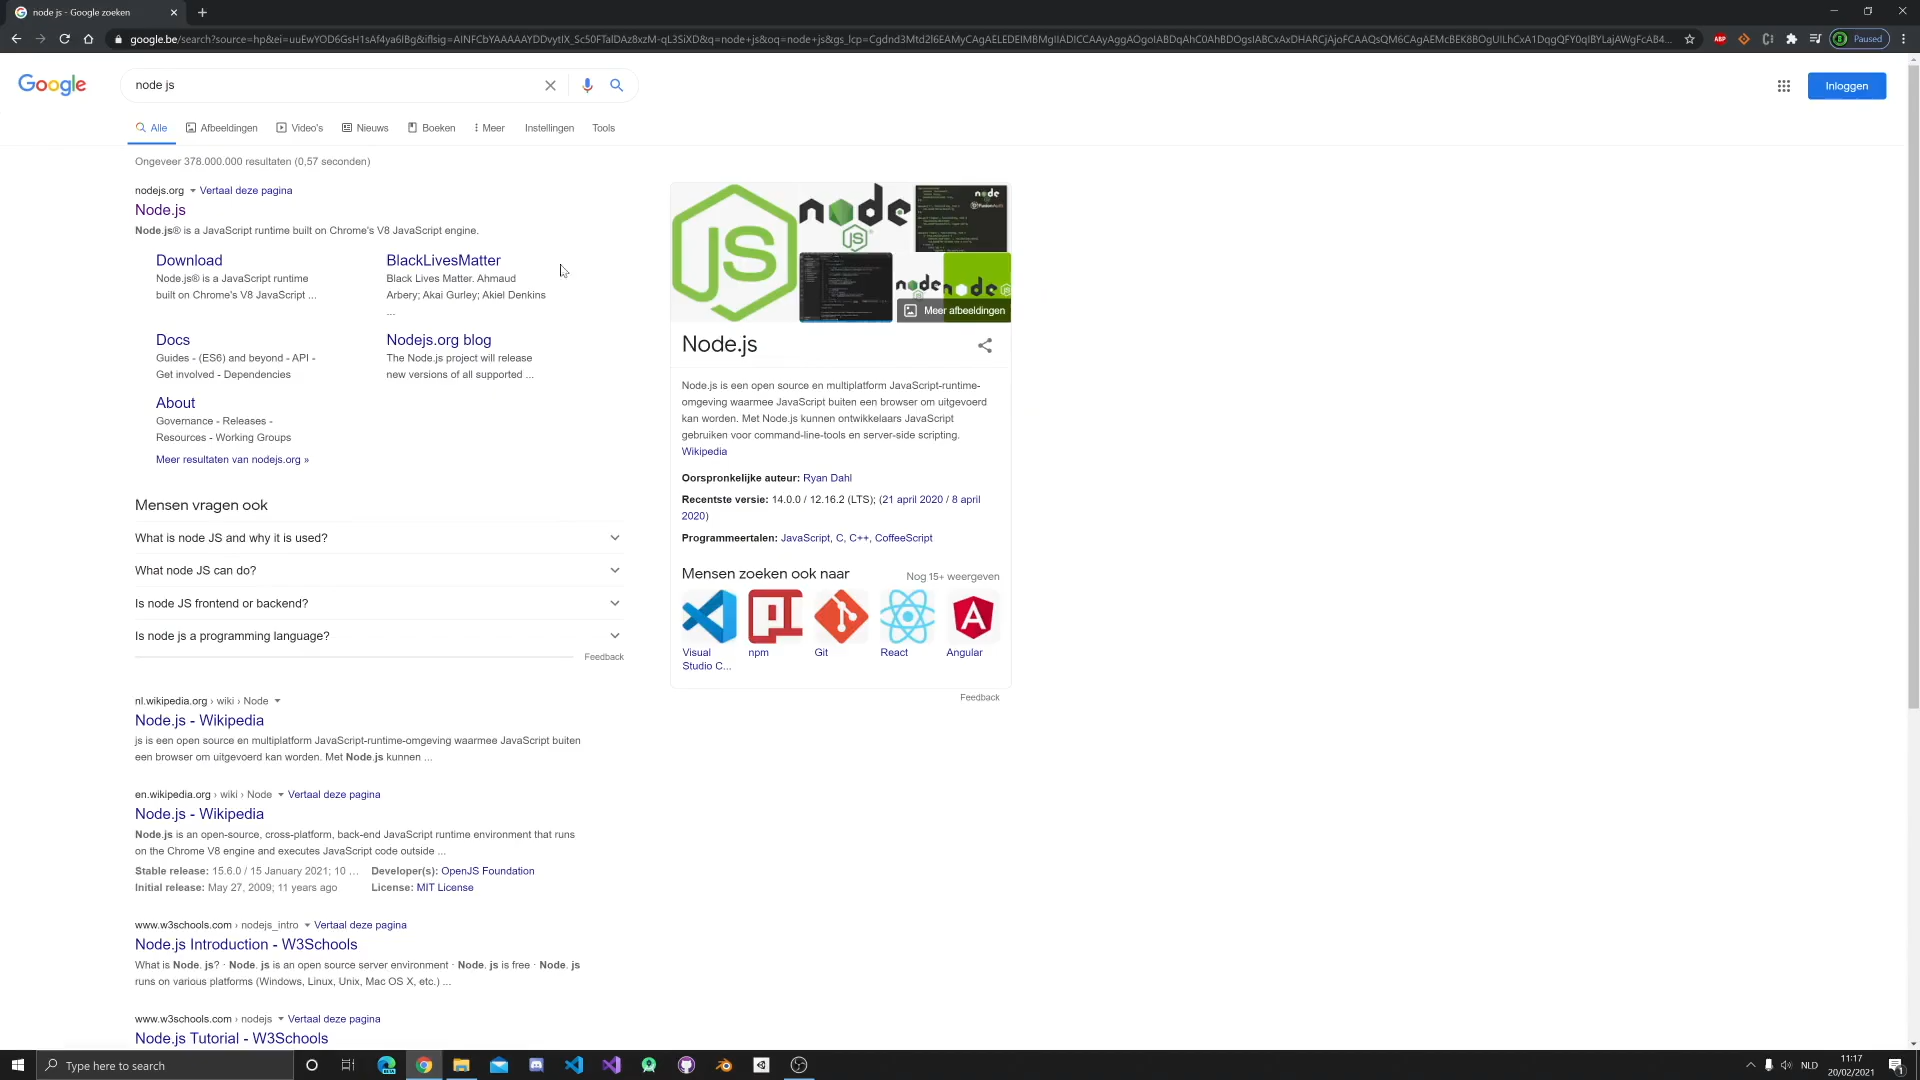 node js - Google zoeken
google.be/search?source=hp&ei=uuEwYOD6GsH1sAf4ya6IBg&iflsig=AINFCbYAAAAAYDDvytIX_Sc50FTalDAz8xzM-qL3SiXD&q=node+js&oq=node+js&gs_lcp=
Paused
Google
node js
Inloggen
Alle
Afbeeldingen
Video's
Nieuws
Boeken
Meer
Instellingen
Tools
Ongeveer 378.000.000 resultaten (0,57 seconden)
nodejs.org Vertaal deze pagina
Node.js
Node.js® is a JavaScript runtime built on Chrome's V8 JavaScript engine.
Download
Node.js® is a JavaScript runtime
built on Chrome's V8 JavaScript ...
BlackLivesMatter
Black Lives Matter. Ahmaud
Arbery; Akai Gurley; Akiel Denkins
...
Docs
Guides - (ES6) and beyond - API -
Get involved - Dependencies
Nodejs.org blog
The Node.js project will release
new versions of all supported ...
About
Governance - Releases -
Resources - Working Groups
Meer resultaten van nodejs.org »
Mensen vragen ook
What is node JS and why it is used?
What node JS can do?
Is node JS frontend or backend?
Is node js a programming language?
Feedback
nl.wikipedia.org › wiki › Node
Node.js - Wikipedia
js is een open source en multiplatform JavaScript-runtime-omgeving waarmee JavaScript buiten
een browser om uitgevoerd kan worden. Met Node.js kunnen ...
en.wikipedia.org › wiki › Node Vertaal deze pagina
Node.js - Wikipedia
Node.js is an open-source, cross-platform, back-end JavaScript runtime environment that runs
on the Chrome V8 engine and executes JavaScript code outside ...
Stable release: 15.6.0 / 15 January 2021; 10 ... Developer(s): OpenJS Foundation
Initial release: May 27, 2009; 11 years ago License: MIT License
www.w3schools.com › nodejs_intro Vertaal deze pagina
Node.js Introduction - W3Schools
What is Node. js? · Node. js is an open source server environment · Node. js is free · Node. js
runs on various platforms (Windows, Linux, Unix, Mac OS X, etc.) ...
www.w3schools.com › nodejs Vertaal deze pagina
Node.js Tutorial - W3Schools
JS
node
JS
node
node
node
Meer afbeeldingen
Node.js
Node.js is een open source en multiplatform JavaScript-runtime-
omgeving waarmee JavaScript buiten een browser om uitgevoerd
kan worden. Met Node.js kunnen ontwikkelaars JavaScript
gebruiken voor command-line-tools en server-side scripting.
Wikipedia
Oorspronkelijke auteur: Ryan Dahl
Recentste versie: 14.0.0 / 12.16.2 (LTS); (21 april 2020 / 8 april
2020)
Programmeertalen: JavaScript, C, C++, CoffeeScript
Mensen zoeken ook naar
Nog 15+ weergeven
Visual
Studio C...
npm
Git
React
Angular
Feedback
Type here to search
NLD
11:17
20/02/2021